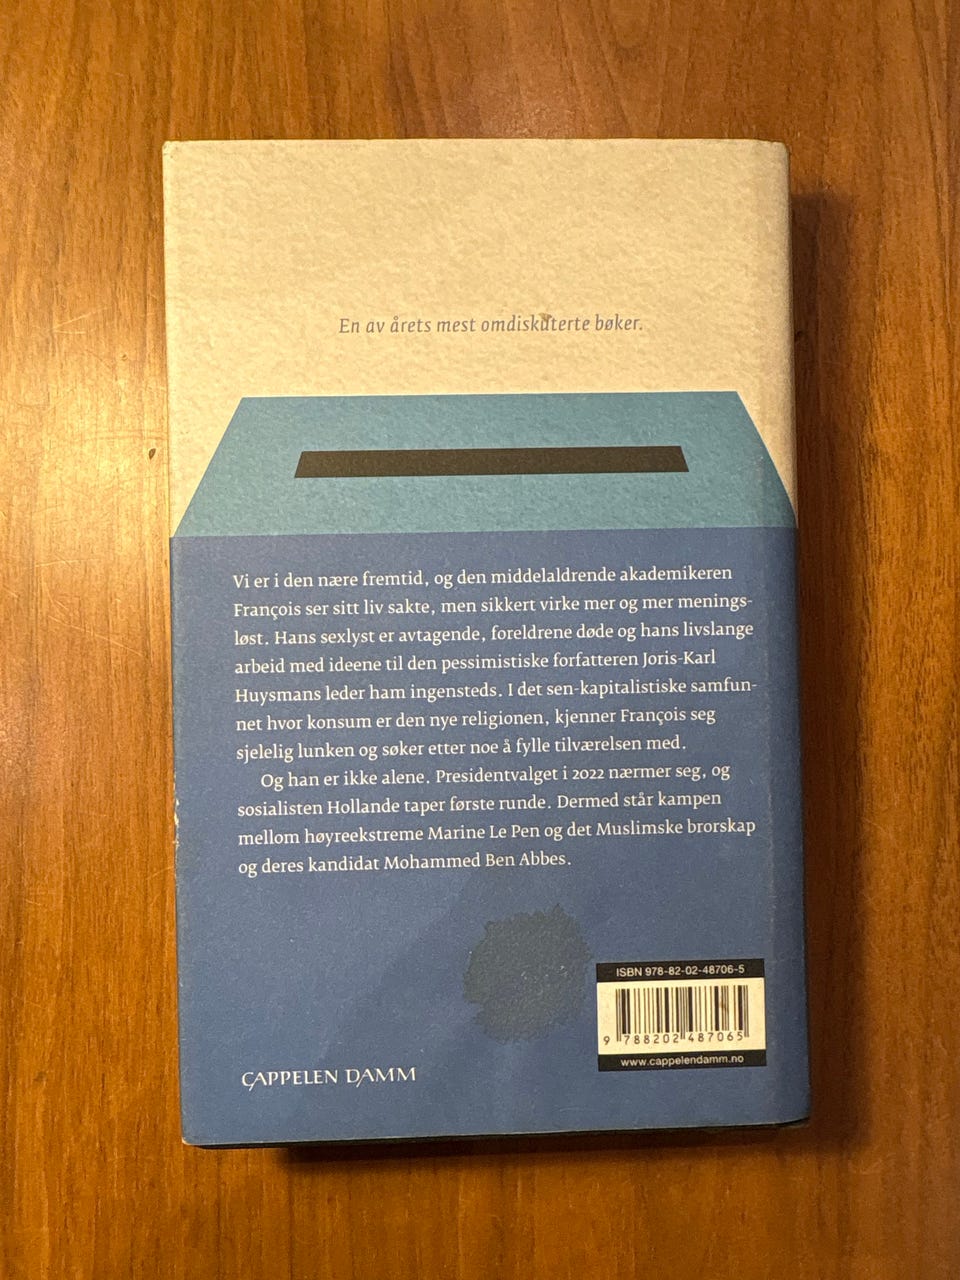 En av årets mest omdiskuterte bøker.
Vi er i den nære fremtid, og den middelaldrende akademikeren
François ser sitt liv sakte, men sikkert virke mer og mer menings-
løst. Hans sexlyst er avtagende, foreldrene døde og hans livslange
arbeid med ideene til den pessimistiske forfatteren Joris-Karl
Huysmans leder ham ingensteds. I det sen-kapitalistiske samfun-
net hvor konsum er den nye religionen, kjenner François seg
sjelelig lunken og søker etter noe å fylle tilværelsen med.
Og han er ikke alene. Presidentvalget i 2022 nærmer seg, og
sosialisten Hollande taper første runde. Dermed står kampen
mellom høyreekstreme Marine Le Pen og det Muslimske brorskap
og deres kandidat Mohammed Ben Abbes.
ISBN 978-82-02-48706-5
9 788202 487065
www.cappelendamm.no
CAPPELEN DAMM